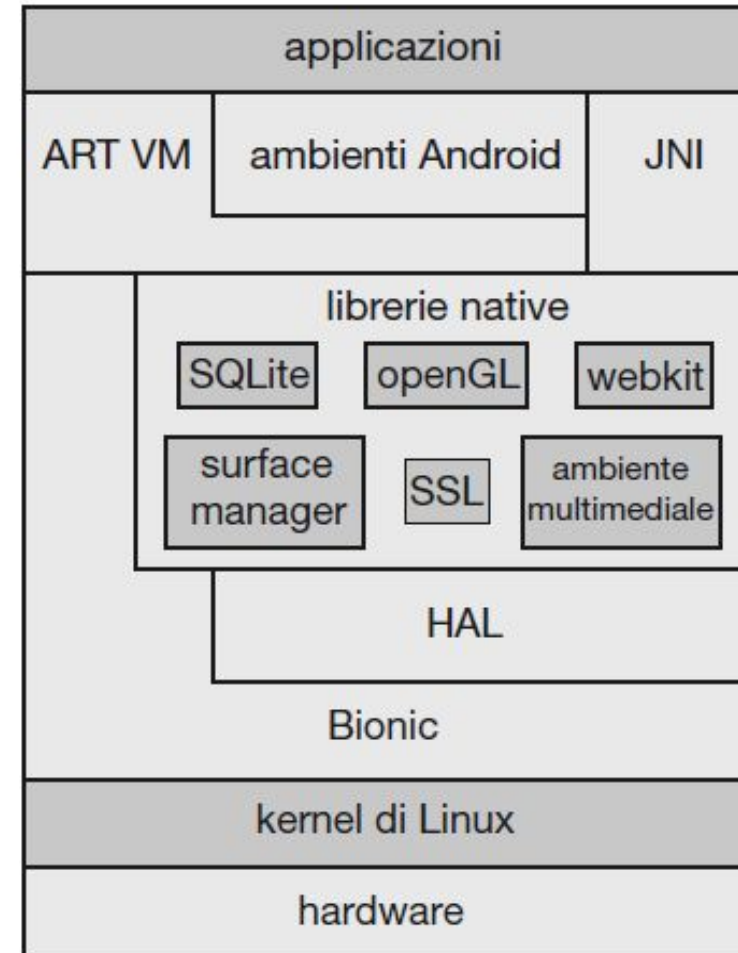 applicazioni
ART VM
ambienti Android
JNI
librerie native
SQLite
openGL
webkit
surface
manager
SSL
ambiente
multimediale
HAL
Bionic
kernel di Linux
hardware